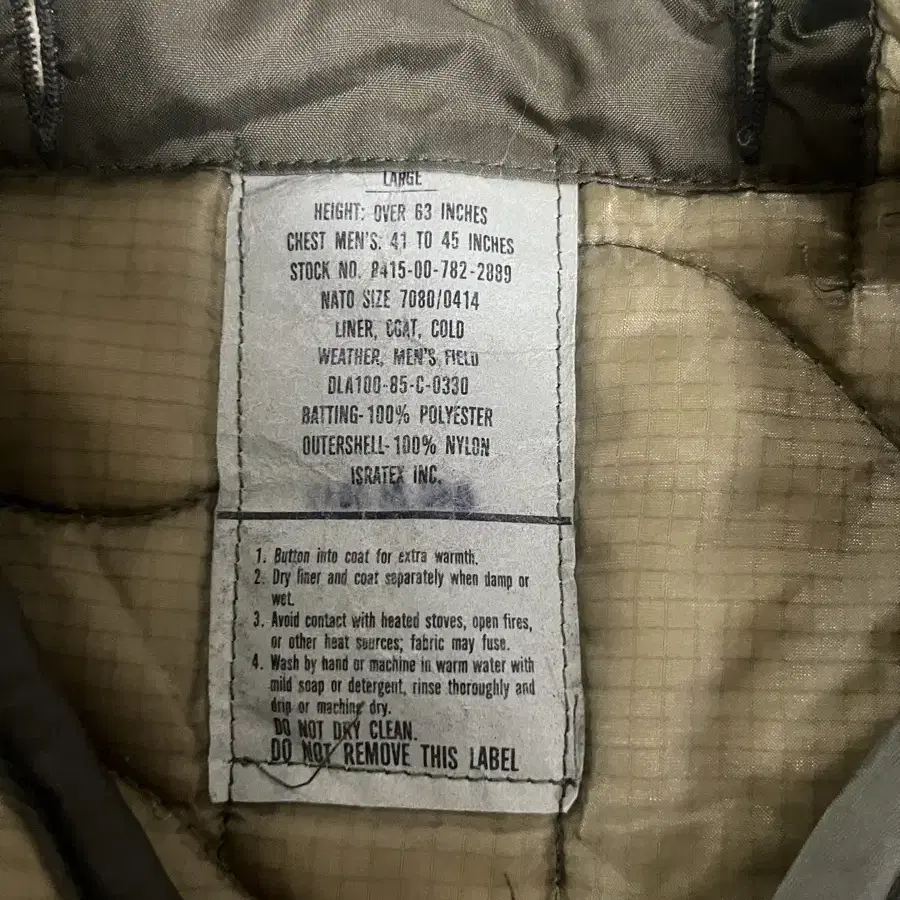 LARGE
HEIGHT: OVER 63 INCHES
CHEST MEN'S: 41 TO 45 INCHES
STOCK NO. 8415-00-782-2889
NATO SIZE 7080/0414
LINER, COAT, COLD
WEATHER, MEN'S FIELD
DLA100-85-C-0330
BATTING-100% POLYESTER
OUTERSHELL-100% NYLON
ISRATEX INC.
1. Button into coat for extra warmth.
2. Dry liner and coat separately when damp or
wet.
3. Avoid contact with heated stoves, open fires,
or other heat sources; fabric may fuse.
4. Wash by hand or machine in warm water with
mild soap or detergent, rinse thoroughly and
drip or machine dry.
DO NOT DRY CLEAN.
DO NOT REMOVE THIS LABEL